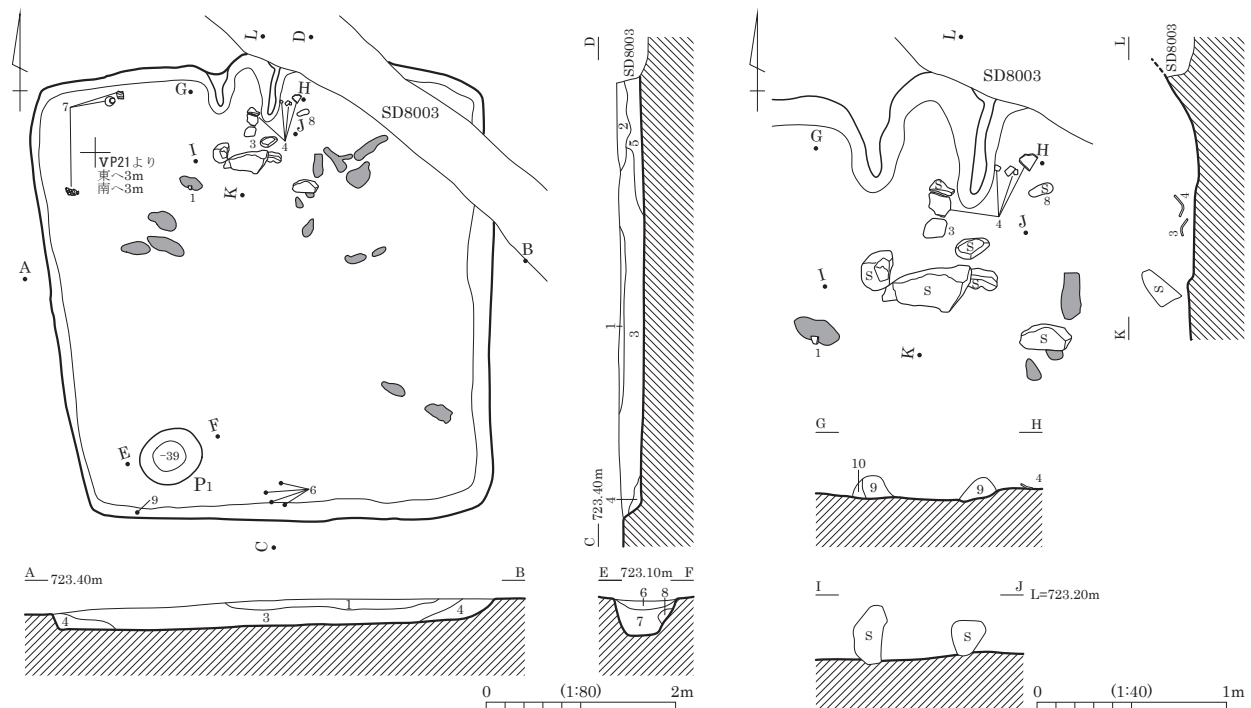 L
D
SD8003
G
H
7
J
8
3
4
I
ⅤP21より
東へ3m
南へ3m
K
1
A
B
E
F
-39
P1
9
6
C
A
723.40m
B
1
3
4
4
D
SD8003
2
5
1
3
4
723.40m
C
E
723.10m
F
6
8
7
0
(1:80)
2m
L
SD8003
G
H
S
S
8
4
3
J
S
I
S
S
S
S
1
K
L
SD8003
4
3
S
K
G
H
10
9
9
4
I
J
L=723.20m
S
S
0
(1:40)
1m